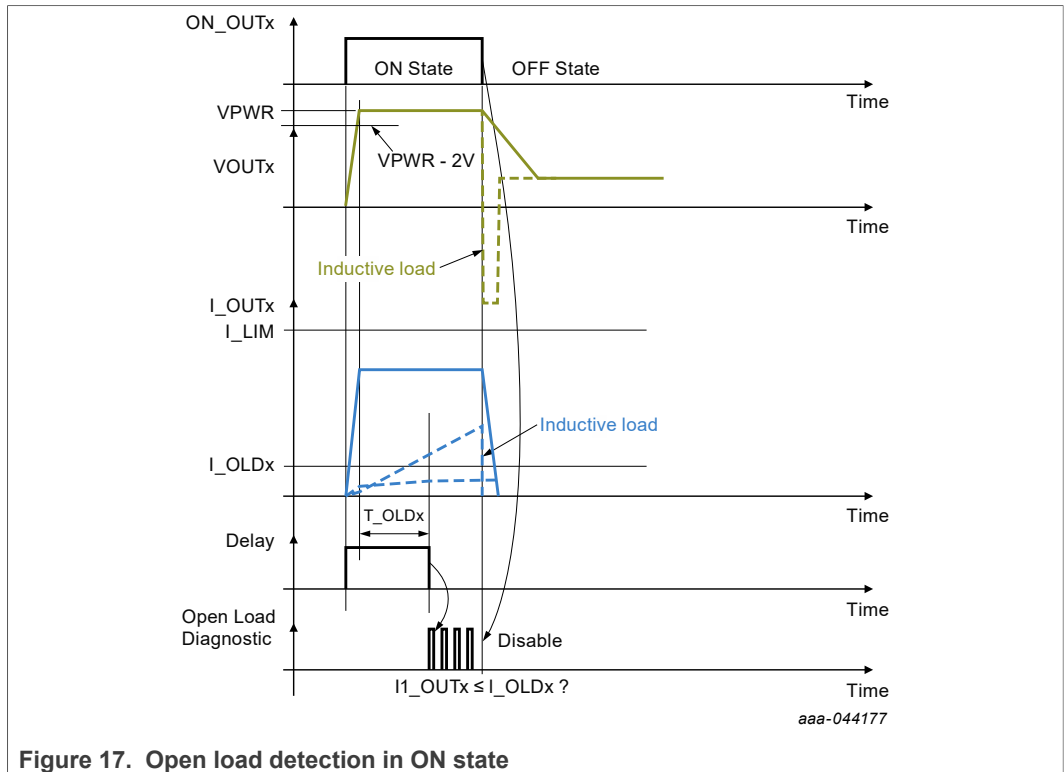 ON_OUTx
ON State
OFF State
Time
VPWR
VPWR - 2V
VOUTx
Time
Inductive load
I_OUTx
I_LIM
Inductive load
I_OLDx
Time
T_OLDx
Delay
Time
Open Load
Diagnostic
Disable
I1_OUTx ≤ I_OLDx ?
Time
aaa-044177
Figure 17. Open load detection in ON state